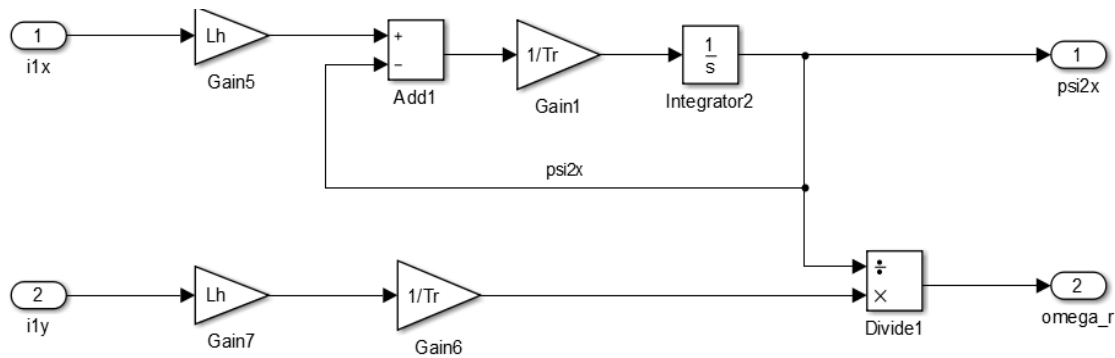 1
i1x
Lh
Gain5
+
−
Add1
1/Tr
Gain1
1
s
Integrator2
1
psi2x
psi2x
2
i1y
Lh
Gain7
1/Tr
Gain6
÷
×
Divide1
2
omega_r